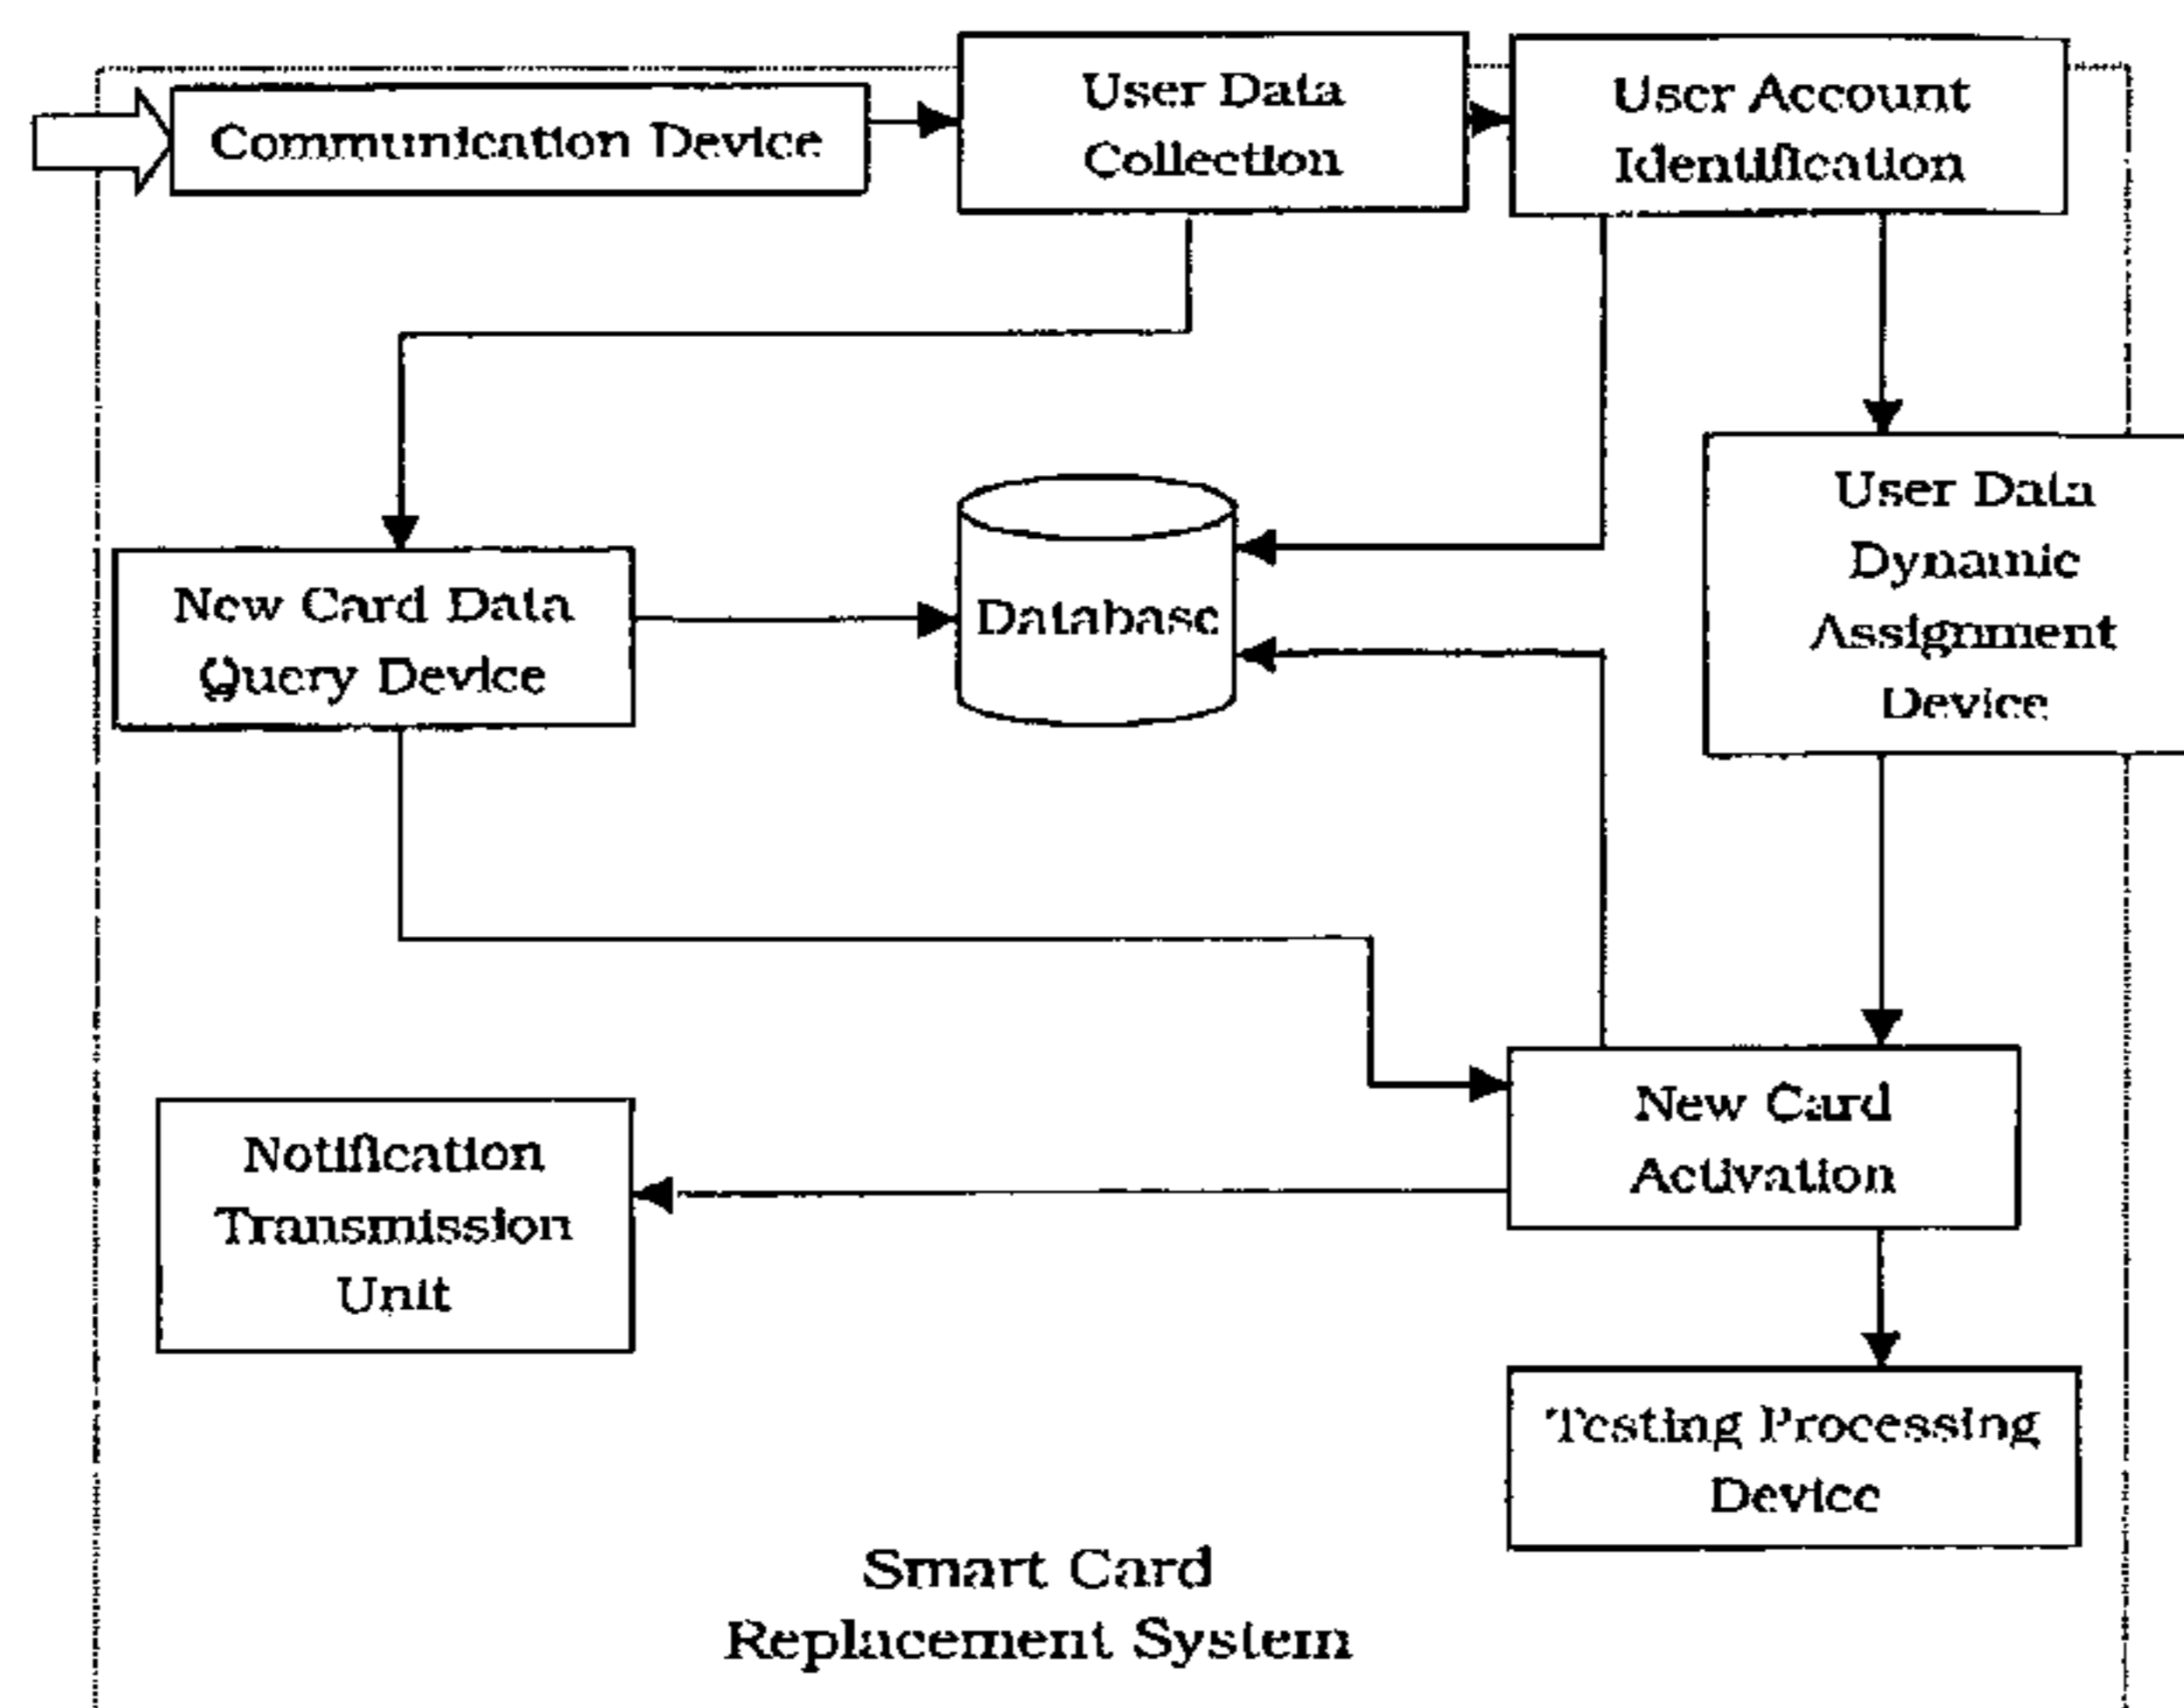 Communication Device
User Data
Collection
User Account
Identification
User Data
Dynamic
Assignment
Device
New Card Data
Query Device
Database
New Card
Activation
Notification
Transmission
Unit
Testing Processing
Device
Smart Card
Replacement System